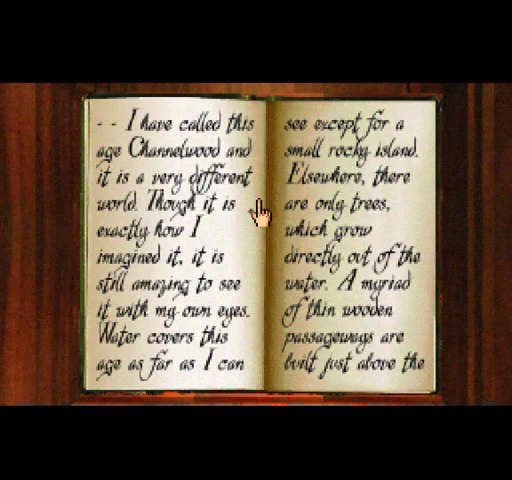 -- I have called this
age Channelwood and
it is a very different
world. Though it is
exactly how I
imagined it, it is
still amazing to see
it with my own eyes.
Water covers this
age as far as I can
see except for a
small rocky island.
Elsewhere, there
are only trees,
which grow
directly out of the
water. A myriad
of thin wooden
passageways are
built just above the